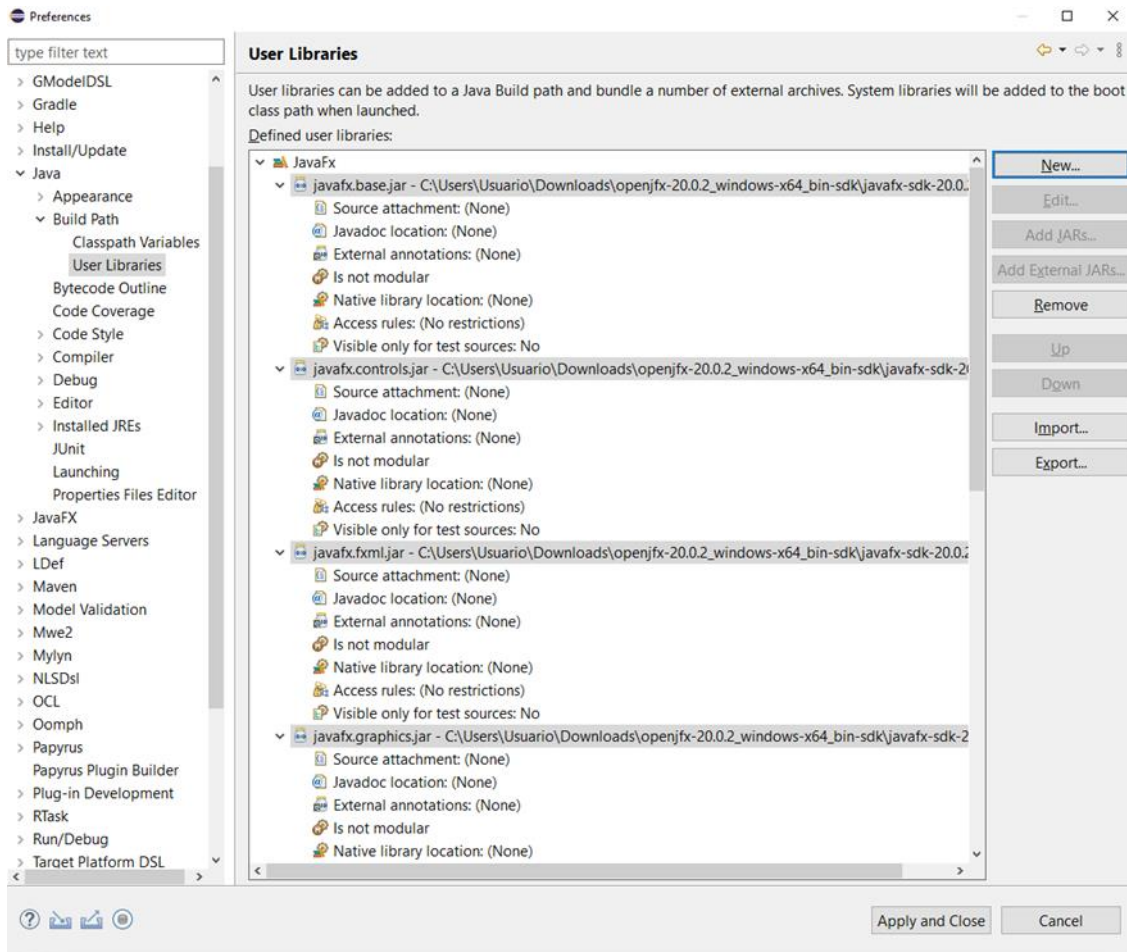 Preferences
type filter text
GModelDSL
Gradle
Help
Install/Update
Java
Appearance
Build Path
Classpath Variables
User Libraries
Bytecode Outline
Code Coverage
Code Style
Compiler
Debug
Editor
Installed JREs
JUnit
Launching
Properties Files Editor
JavaFX
Language Servers
LDef
Maven
Model Validation
Mwe2
Mylyn
NLSDsl
OCL
Oomph
Papyrus
Papyrus Plugin Builder
Plug-in Development
RTask
Run/Debug
Target Platform DSL
User Libraries
User libraries can be added to a Java Build path and bundle a number of external archives. System libraries will be added to the boot
class path when launched.
Defined user libraries:
JavaFx
javafx.base.jar - C:\Users\Usuario\Downloads\openjfx-20.0.2_windows-x64_bin-sdk\javafx-sdk-20.0.
Source attachment: (None)
Javadoc location: (None)
External annotations: (None)
Is not modular
Native library location: (None)
Access rules: (No restrictions)
Visible only for test sources: No
javafx.controls.jar - C:\Users\Usuario\Downloads\openjfx-20.0.2_windows-x64_bin-sdk\javafx-sdk-2
Source attachment: (None)
Javadoc location: (None)
External annotations: (None)
Is not modular
Native library location: (None)
Access rules: (No restrictions)
Visible only for test sources: No
javafx.fxml.jar - C:\Users\Usuario\Downloads\openjfx-20.0.2_windows-x64_bin-sdk\javafx-sdk-20.0.2
Source attachment: (None)
Javadoc location: (None)
External annotations: (None)
Is not modular
Native library location: (None)
Access rules: (No restrictions)
Visible only for test sources: No
javafx.graphics.jar - C:\Users\Usuario\Downloads\openjfx-20.0.2_windows-x64_bin-sdk\javafx-sdk-2
Source attachment: (None)
Javadoc location: (None)
External annotations: (None)
Is not modular
Native library location: (None)
New...
Edit...
Add JARs...
Add External JARs...
Remove
Up
Down
Import...
Export...
Apply and Close
Cancel